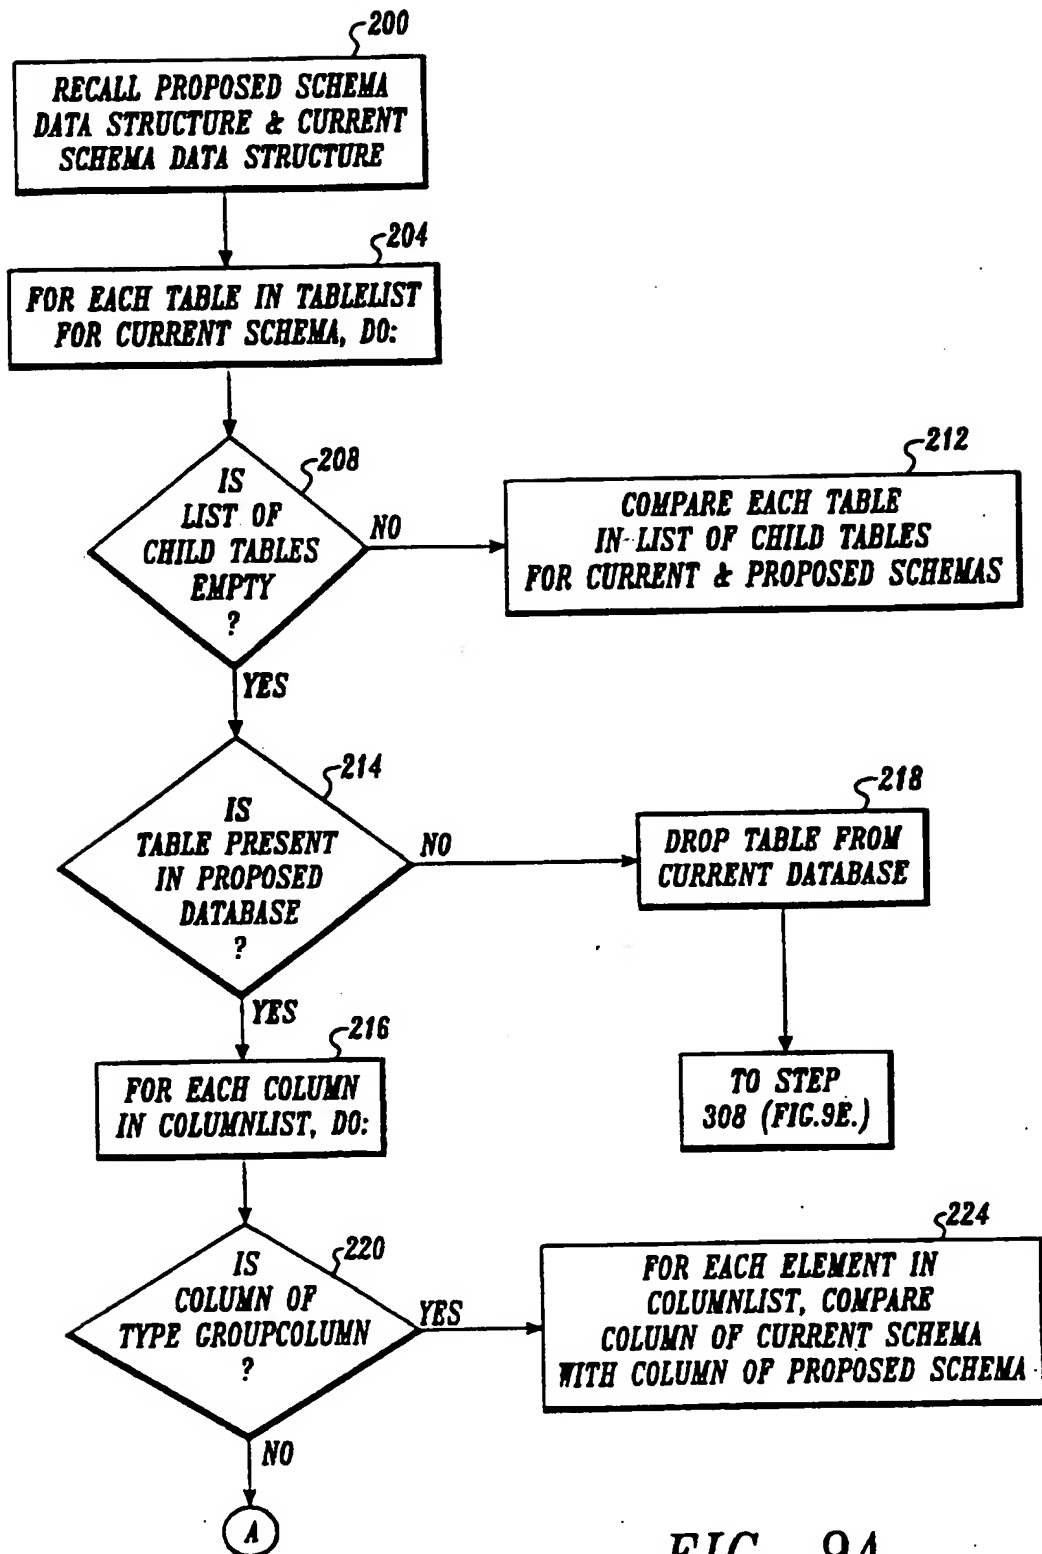 200
RECALL PROPOSED SCHEMA
DATA STRUCTURE & CURRENT
SCHEMA DATA STRUCTURE
204
FOR EACH TABLE IN TABLELIST
FOR CURRENT SCHEMA, DO:
208
IS
LIST OF
CHILD TABLES
EMPTY
?
NO
212
COMPARE EACH TABLE
IN LIST OF CHILD TABLES
FOR CURRENT & PROPOSED SCHEMAS
YES
214
IS
TABLE PRESENT
IN PROPOSED
DATABASE
?
NO
218
DROP TABLE FROM
CURRENT DATABASE
YES
TO STEP
308 (FIG.9E.)
216
FOR EACH COLUMN
IN COLUMNLIST, DO:
220
IS
COLUMN OF
TYPE GROUPCOLUMN
?
YES
224
FOR EACH ELEMENT IN
COLUMNLIST, COMPARE
COLUMN OF CURRENT SCHEMA
WITH COLUMN OF PROPOSED SCHEMA
NO
A
FIG. 9A